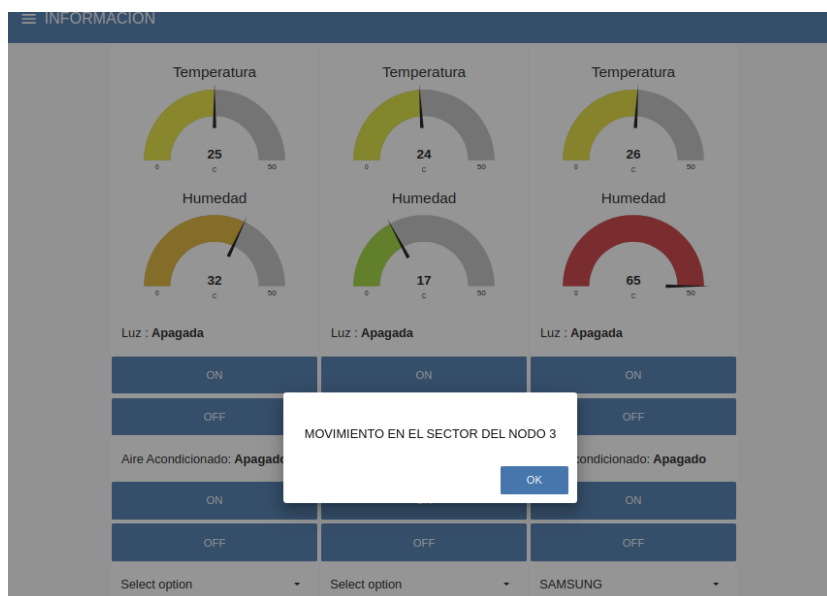 INFORMACION
Temperatura Temperatura Temperatura
25 24 26
0 c 50 0 c 50 0 c 50
Humedad Humedad Humedad
32 17 65
0 c 50 0 c 50 0 c 50
Luz : Apagada Luz : Apagada Luz : Apagada
ON ON ON
OFF OFF
MOVIMIENTO EN EL SECTOR DEL NODO 3
Aire Acondicionado: Apagado condicionado: Apagado
OK
ON ON
OFF OFF OFF
Select option Select option SAMSUNG